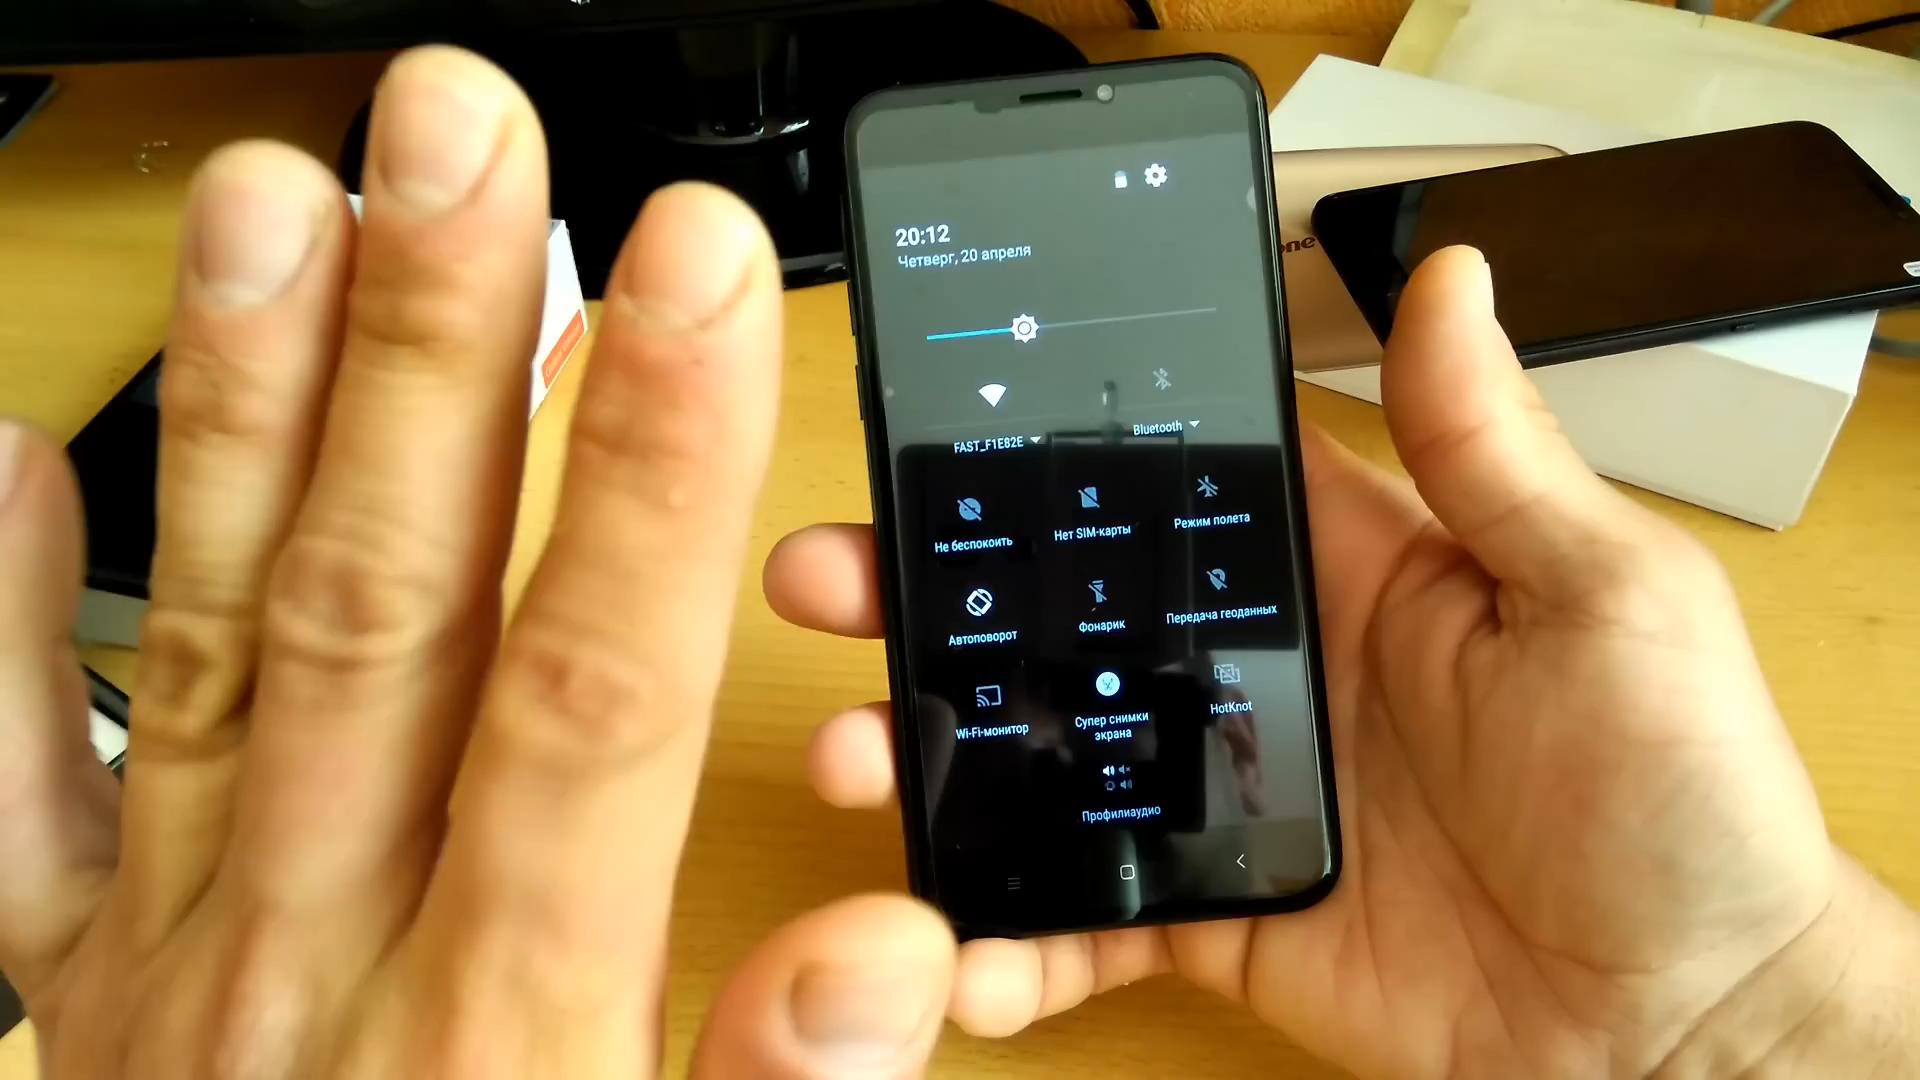 20:12
Четверг, 20 апреля
FAST_F1E82E
Bluetooth
Не беспокоить
Нет SIM-карты
Режим полета
Автоповорот
Фонарик
Передача геоданных
Wi-Fi-монитор
Супер снимки
экрана
HotKnot
Профилиаудио
one